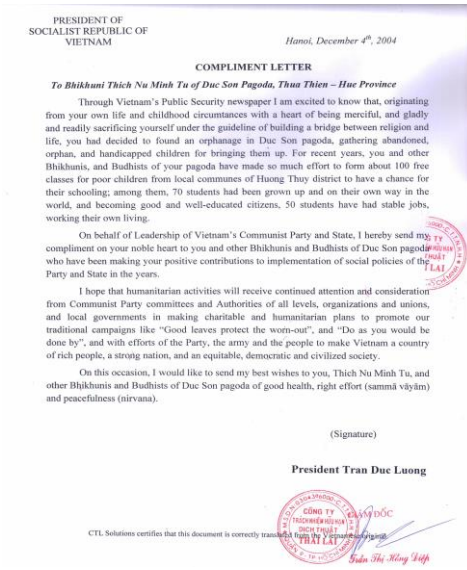 PRESIDENT OF
SOCIALIST REPUBLIC OF
VIETNAM
Hanoi, December 4th, 2004
COMPLIMENT LETTER
To Bhikhuni Thich Nu Minh Tu of Duc Son Pagoda, Thua Thien – Hue Province
Through Vietnam's Public Security newspaper I am excited to know that, originating
from your own life and childhood circumstances with a heart of being merciful, and gladly
and readily sacrificing yourself under the guideline of building a bridge between religion and
life, you had decided to found an orphanage in Duc Son pagoda, gathering abandoned,
orphan, and handicapped children for bringing them up. For recent years, you and other
Bhikhunis, and Budhists of your pagoda have made so much effort to form about 100 free
classes for poor children from local communes of Huong Thuy district to have a chance for
their schooling; among them, 70 students had been grown up and on their own way in the
world, and becoming good and well-educated citizens, 50 students have had stable jobs,
working their own living.
On behalf of Leadership of Vietnam's Communist Party and State, I hereby send my
compliment on your noble heart to you and other Bhikhunis and Budhists of Duc Son pagoda
who have been making your positive contributions to implementation of social policies of the
Party and State in the years.
I hope that humanitarian activities will receive continued attention and consideration
from Communist Party committees and Authorities of all levels, organizations and unions,
and local governments in making charitable and humanitarian plans to promote our
traditional campaigns like "Good leaves protect the worn-out", and "Do as you would be
done by", and with efforts of the Party, the army and the people to make Vietnam a country
of rich people, a strong nation, and an equitable, democratic and civilized society.
On this occasion, I would like to send my best wishes to you, Thich Nu Minh Tu, and
other Bhikhunis and Budhists of Duc Son pagoda of good health, right effort (sammā vāyām)
and peacefulness (nirvana).
(Signature)
President Tran Duc Luong
CÔNG TY
TRÁCH NHIỆM HỮU HẠN
DỊCH THUẬT
THÁI LAI
GIÁM ĐỐC
CTL Solutions certifies that this document is correctly translated from the Vietnamese original
Trần Thị Hồng Diệp